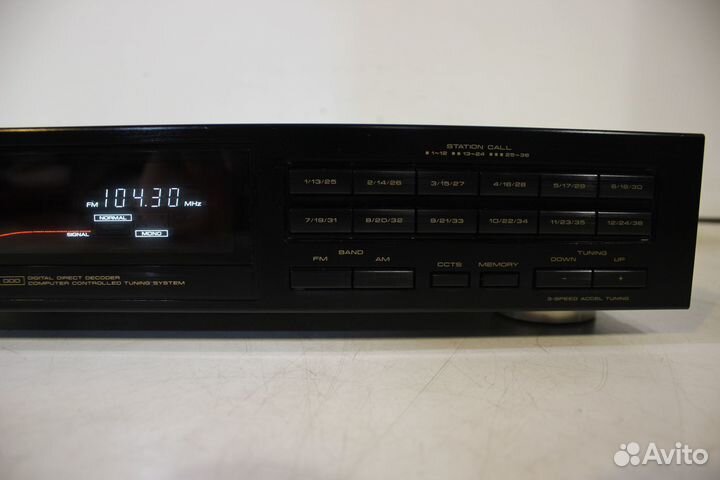 STATION CALL
1~12 13~24 25~36
1/13/25 2/14/26 3/15/27 4/16/28 5/17/29 6/18/30
7/19/31 8/20/32 9/21/33 10/22/34 11/23/35 12/24/36
FM 104.30 MHz
NORMAL
SIGNAL MONO
BAND
FM AM
CCTS MEMORY
TUNING
DOWN UP
- +
3-SPEED ACCEL TUNING
DDD DIGITAL DIRECT DECODER
COMPUTER CONTROLLED TUNING SYSTEM
Avito